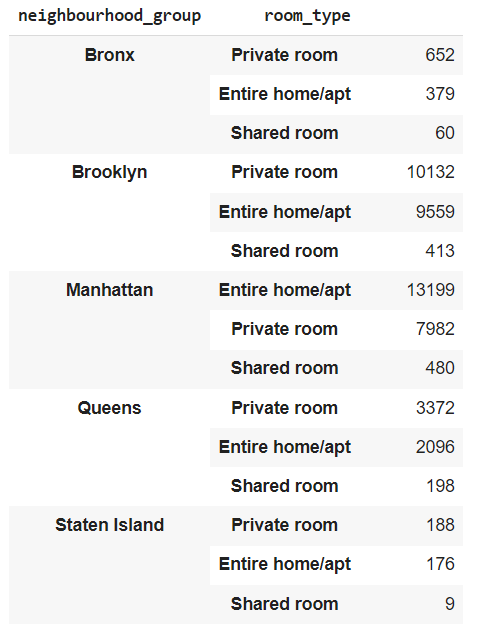 neighbourhood_group room_type
Bronx Private room 652
Entire home/apt 379
Shared room 60
Brooklyn Private room 10132
Entire home/apt 9559
Shared room 413
Manhattan Entire home/apt 13199
Private room 7982
Shared room 480
Queens Private room 3372
Entire home/apt 2096
Shared room 198
Staten Island Private room 188
Entire home/apt 176
Shared room 9